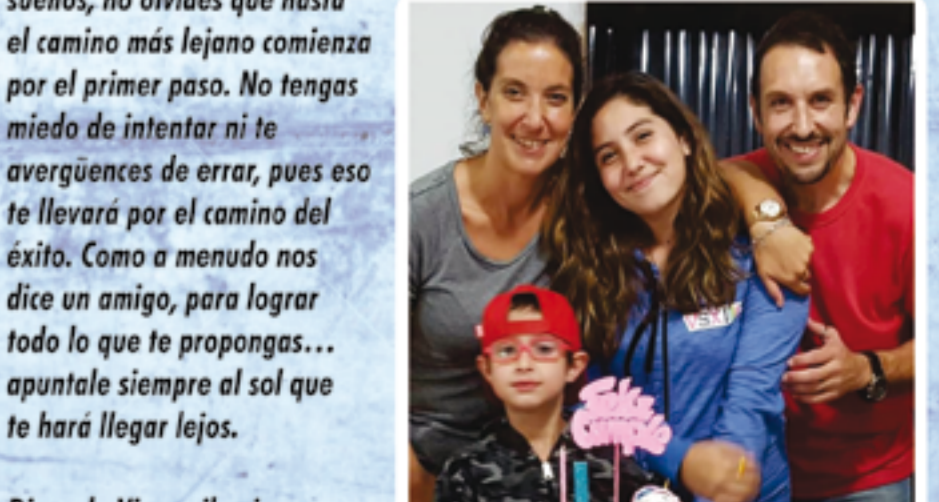 sueños, no olvides que hasta
el camino más lejano comienza
por el primer paso. No tengas
miedo de intentar ni te
avergüences de errar, pues eso
te llevará por el camino del
éxito. Como a menudo nos
dice un amigo, para lograr
todo lo que te propongas...
apuntale siempre al sol que
te hará llegar lejos.
Feliz
Cumple